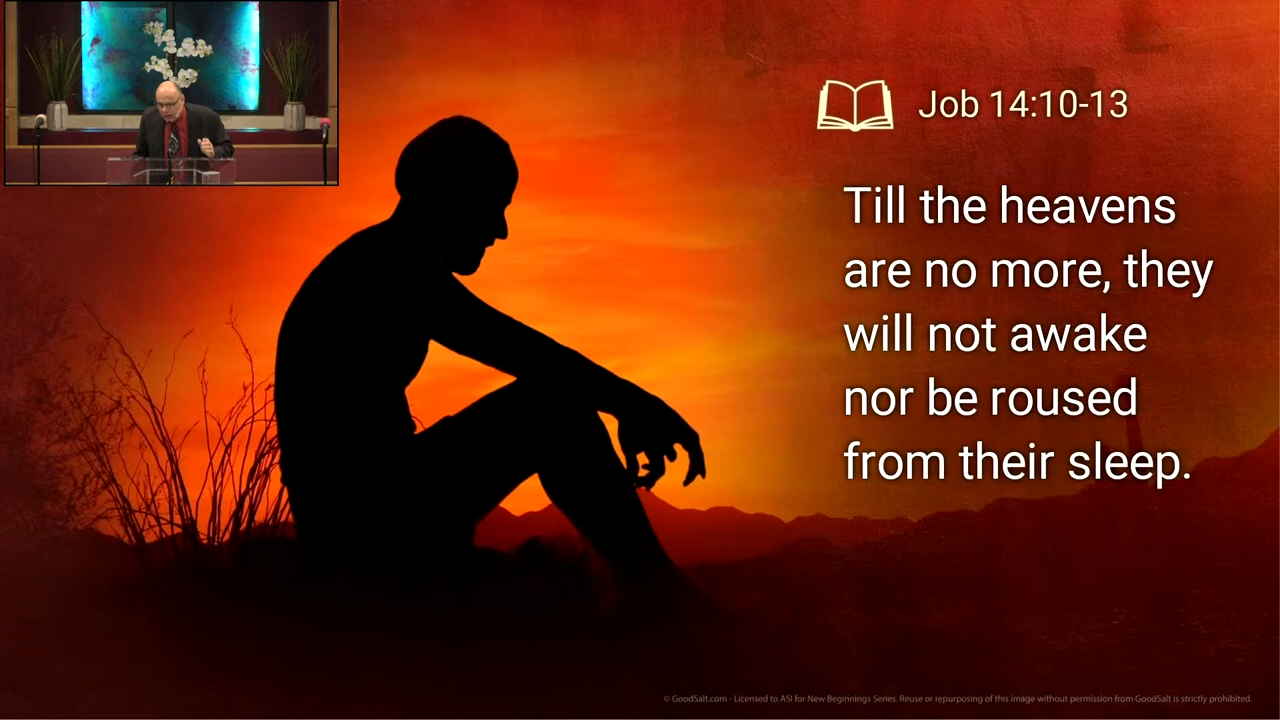 Job 14:10-13
Till the heavens
are no more, they
will not awake
nor be roused
from their sleep.
© GoodSalt.com - Licensed to ASI for New Beginnings Series. Reuse or repurposing of this image without permission from GoodSalt is strictly prohibited.